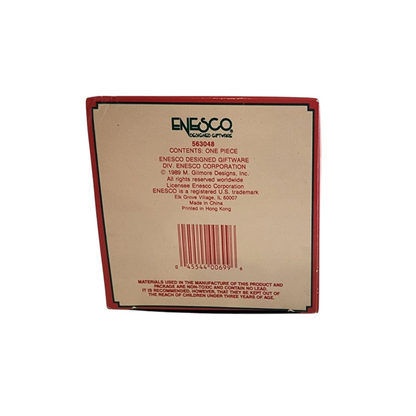 ENESCO
DESIGNED GIFTWARE
563048
CONTENTS: ONE PIECE
ENESCO DESIGNED GIFTWARE
DIV. ENESCO CORPORATION
© 1989 M. Gilmore Designs, Inc.
All rights reserved worldwide
Licensee Enesco Corporation
ENESCO is a registered U.S. trademark
Elk Grove Village, IL 60007
Made in China
Printed in Hong Kong
0 45544 00699 6
MATERIALS USED IN THE MANUFACTURE OF THIS PRODUCT AND
PACKAGE ARE NON-TOXIC AND CONTAIN NO LEAD.
IT IS RECOMMENDED, HOWEVER, THAT THEY BE KEPT OUT OF
THE REACH OF CHILDREN UNDER THREE YEARS OF AGE.